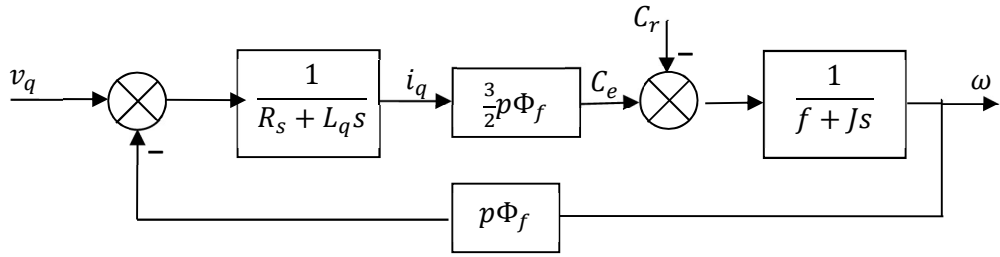 C_r
−
v_q
1
R_s + L_q s
i_q
3/2 pΦ_f
C_e
1
f + Js
ω
−
pΦ_f